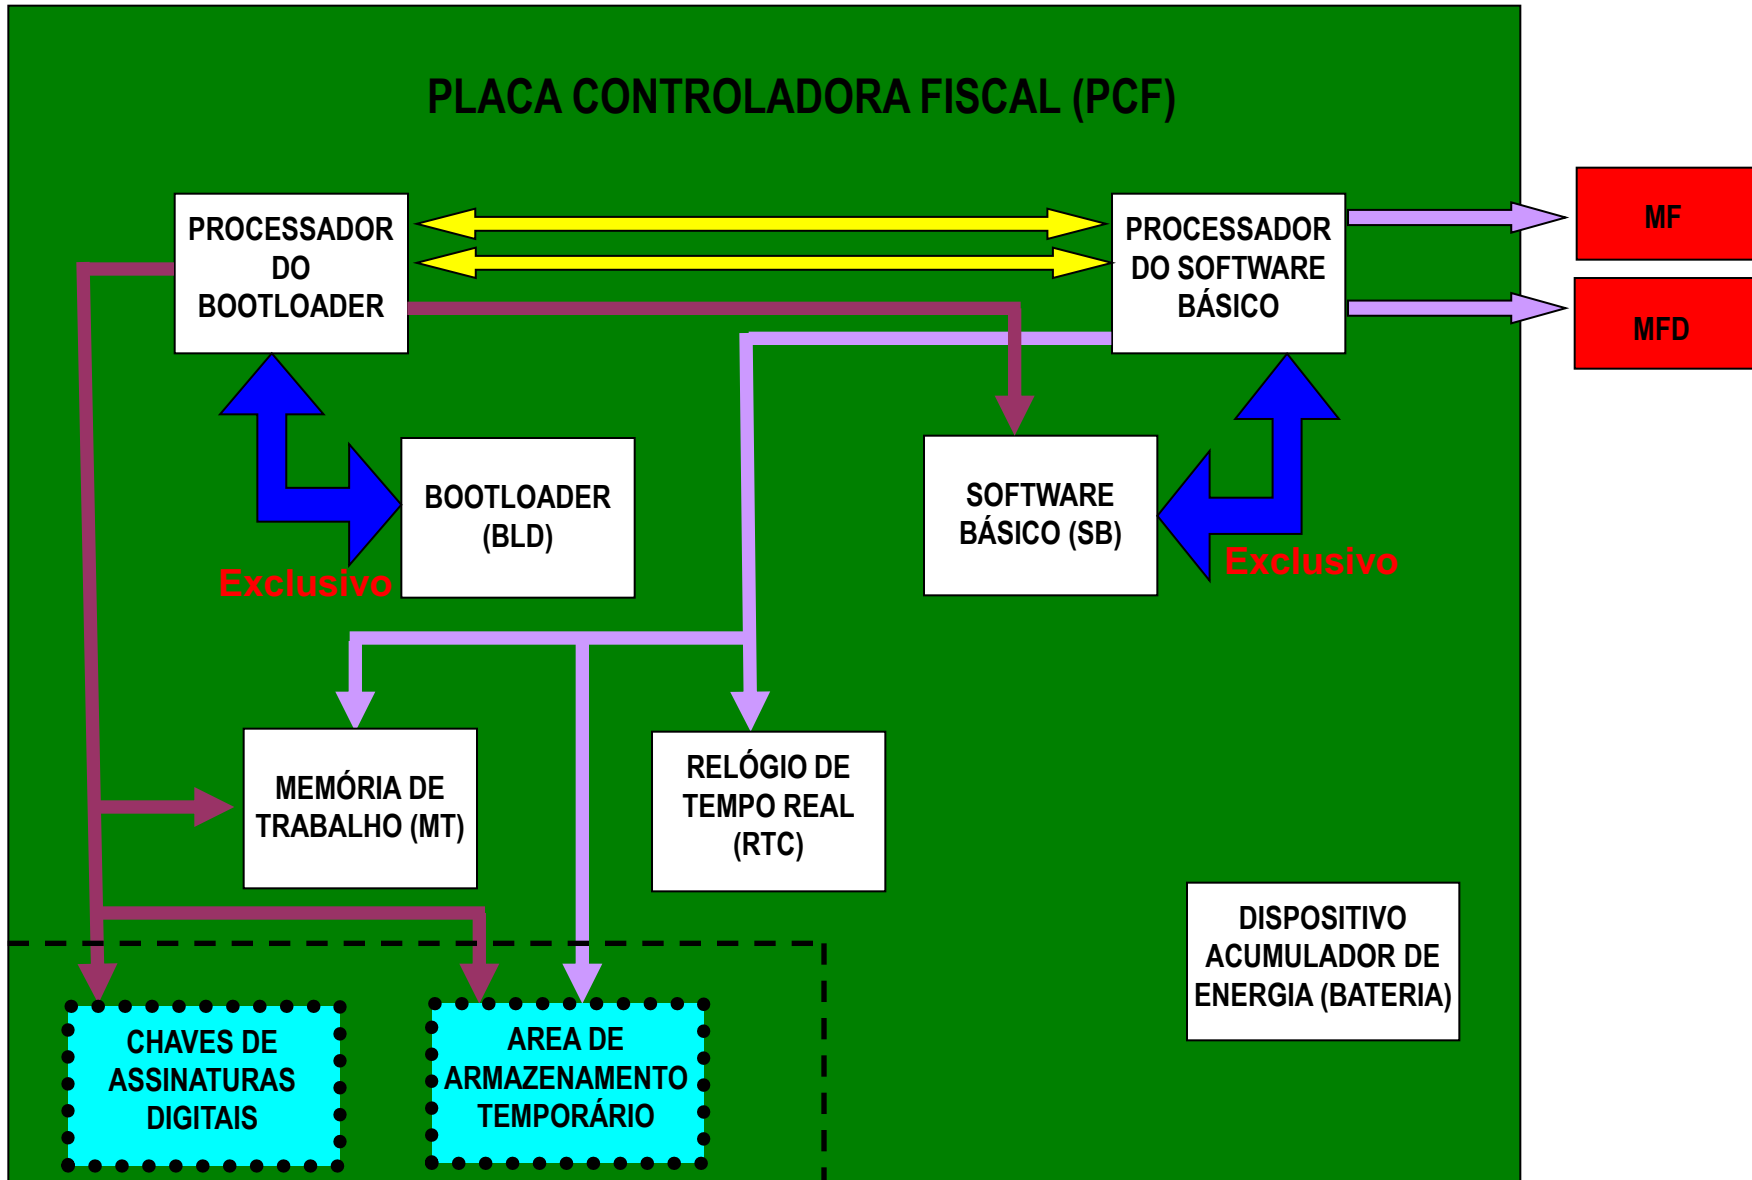 PLACA CONTROLADORA FISCAL (PCF)
PROCESSADOR
DO
BOOTLOADER
PROCESSADOR
DO SOFTWARE
BÁSICO
MF
MFD
BOOTLOADER
(BLD)
Exclusivo
SOFTWARE
BÁSICO (SB)
Exclusivo
MEMÓRIA DE
TRABALHO (MT)
RELÓGIO DE
TEMPO REAL
(RTC)
DISPOSITIVO
ACUMULADOR DE
ENERGIA (BATERIA)
CHAVES DE
ASSINATURAS
DIGITAIS
AREA DE
ARMAZENAMENTO
TEMPORÁRIO